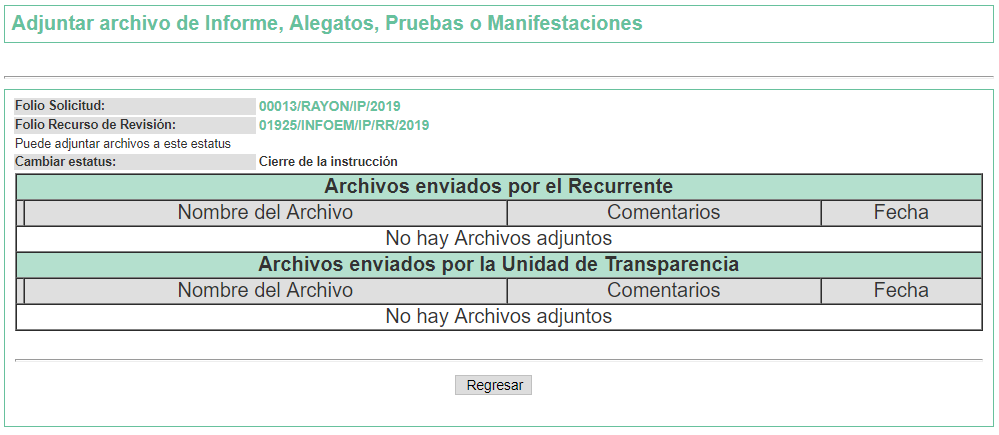 Adjuntar archivo de Informe, Alegatos, Pruebas o Manifestaciones
Folio Solicitud: 00013/RAYON/IP/2019
Folio Recurso de Revisión: 01925/INFOEM/IP/RR/2019
Puede adjuntar archivos a este estatus
Cambiar estatus: Cierre de la instrucción
Archivos enviados por el Recurrente
Nombre del Archivo Comentarios Fecha
No hay Archivos adjuntos
Archivos enviados por la Unidad de Transparencia
Nombre del Archivo Comentarios Fecha
No hay Archivos adjuntos
Regresar